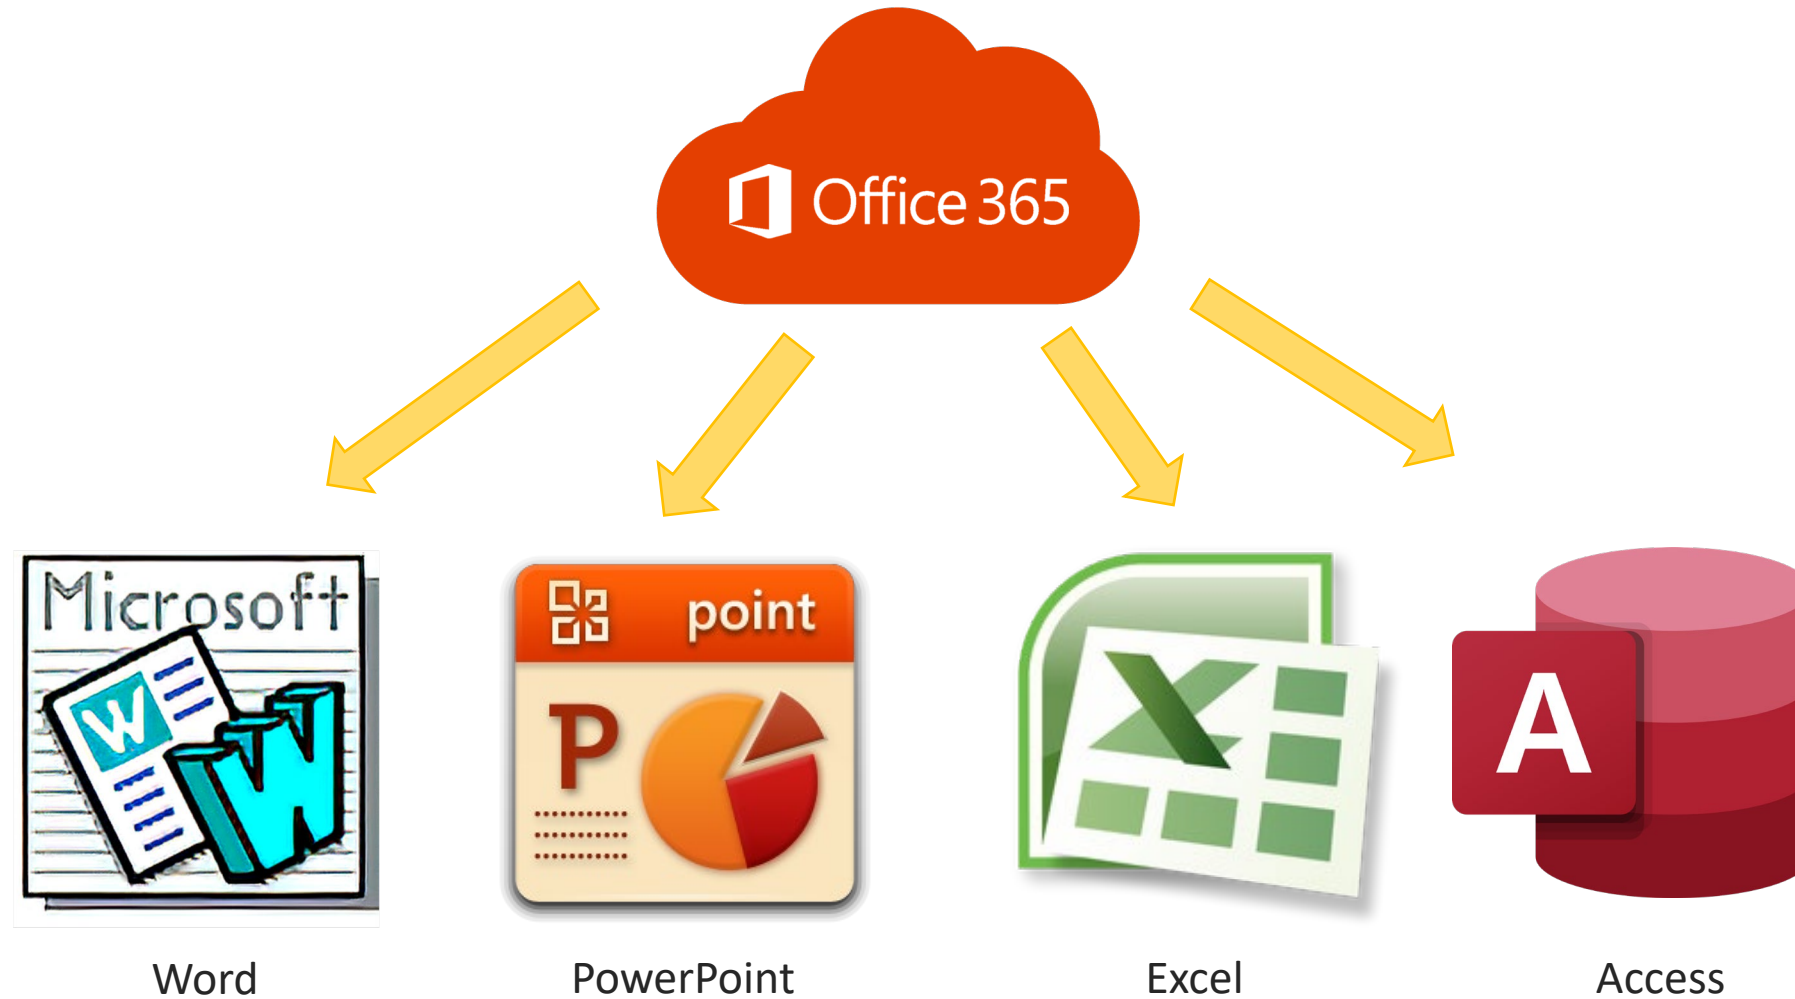 Office 365
Microsoft
W
W
point
P
X
A
Word
PowerPoint
Excel
Access